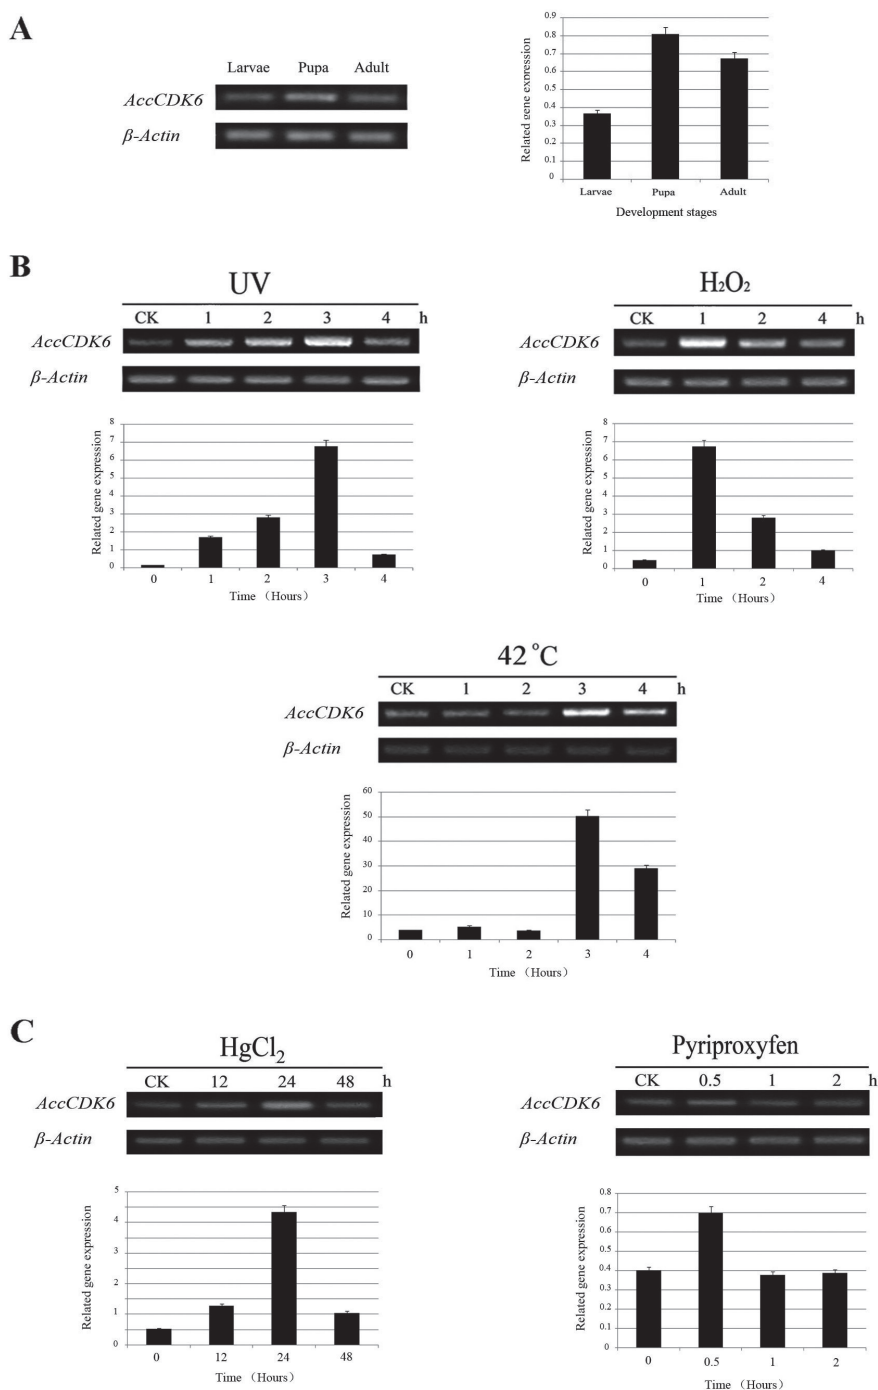 A
Larvae Pupa Adult
AccCDK6
β-Actin
Related gene expression
0.9
0.8
0.7
0.6
0.5
0.4
0.3
0.2
0.1
0
Larvae Pupa Adult
Development stages
B
UV
CK 1 2 3 4 h
AccCDK6
β-Actin
Related gene expression
8
7
6
5
4
3
2
1
0
0 1 2 3 4
Time （Hours）
H₂O₂
CK 1 2 4 h
AccCDK6
β-Actin
Related gene expression
8
7
6
5
4
3
2
1
0
0 1 2 4
Time （Hours）
42 °C
CK 1 2 3 4 h
AccCDK6
β-Actin
Related gene expression
60
50
40
30
20
10
0
0 1 2 3 4
Time （Hours）
C
HgCl₂
CK 12 24 48 h
AccCDK6
β-Actin
Related gene expression
5
4
3
2
1
0
0 12 24 48
Time （Hours）
Pyriproxyfen
CK 0.5 1 2 h
AccCDK6
β-Actin
Related gene expression
0.8
0.7
0.6
0.5
0.4
0.3
0.2
0.1
0
0 0.5 1 2
Time （Hours）